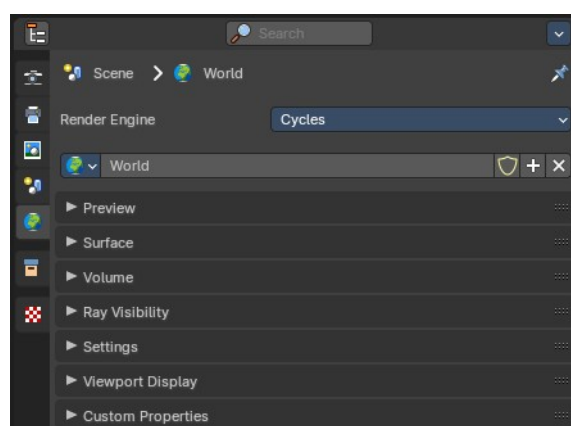 Search
Scene World
Render Engine Cycles
World
Preview
Surface
Volume
Ray Visibility
Settings
Viewport Display
Custom Properties